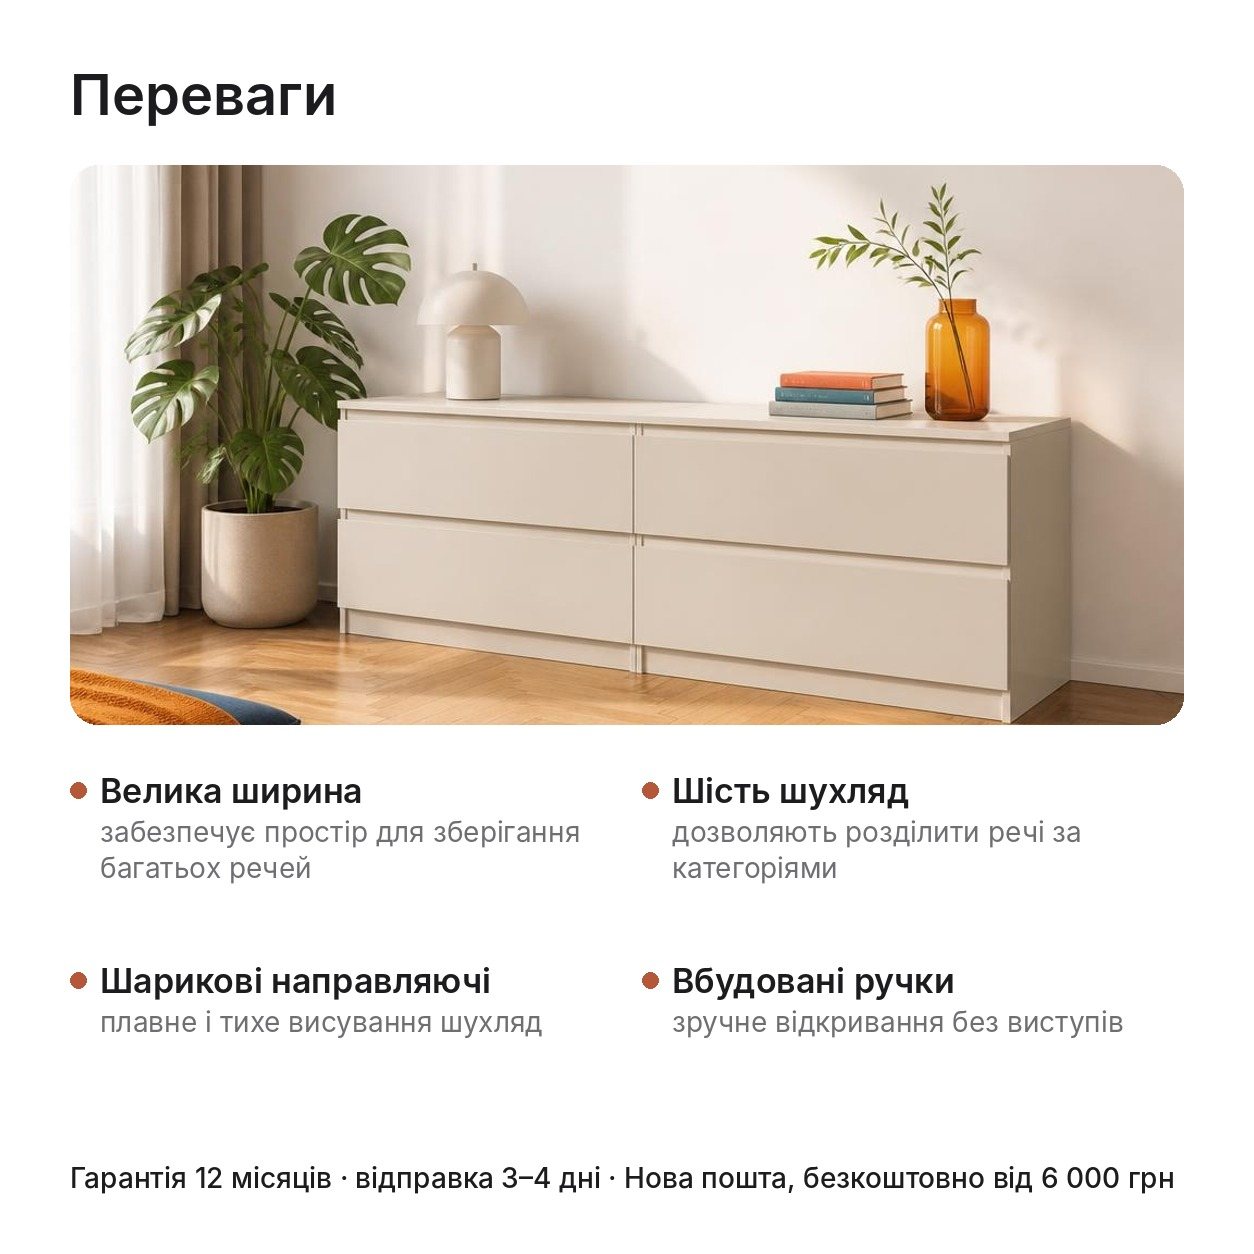 Переваги
Велика ширина
забезпечує простір для зберігання
багатьох речей
Шість шухляд
дозволяють розділити речі за
категоріями
Шарикові направляючі
плавне і тихе висування шухляд
Вбудовані ручки
зручне відкривання без виступів
Гарантія 12 місяців · відправка 3–4 дні · Нова пошта, безкоштовно від 6 000 грн